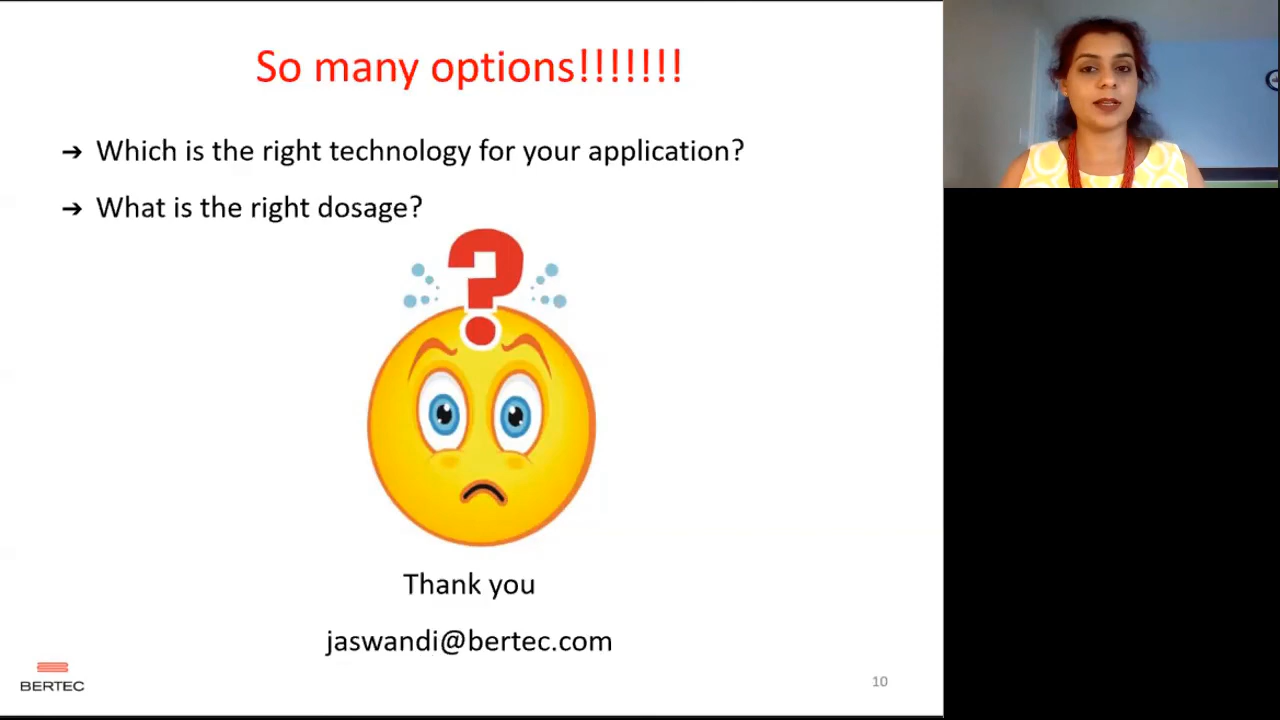 So many options!!!!!!!
➔ Which is the right technology for your application?
➔ What is the right dosage?
?
Thank you
jaswandi@bertec.com
BERTEC
10